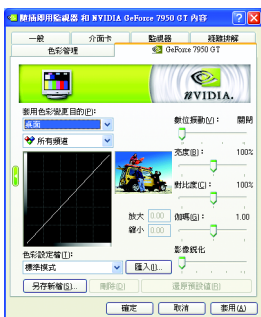 隨插即用監視器 和 NVIDIA GeForce 7950 GT 內容
一般 介面卡 監視器 疑難排解
色彩管理 GeForce 7950 GT
NVIDIA.
套用色彩變更目的(P):
桌面
所有頻道
數位振動(V): 關閉
亮度(B): 100%
對比度(C): 100%
伽瑪(G): 1.00
放大 0.00
縮小 0.00
影像銳化
色彩設定檔(T):
標準模式
匯入(I)...
另存新檔(S)...
刪除(D)
還原預設值(R)
確定 取消 套用(A)